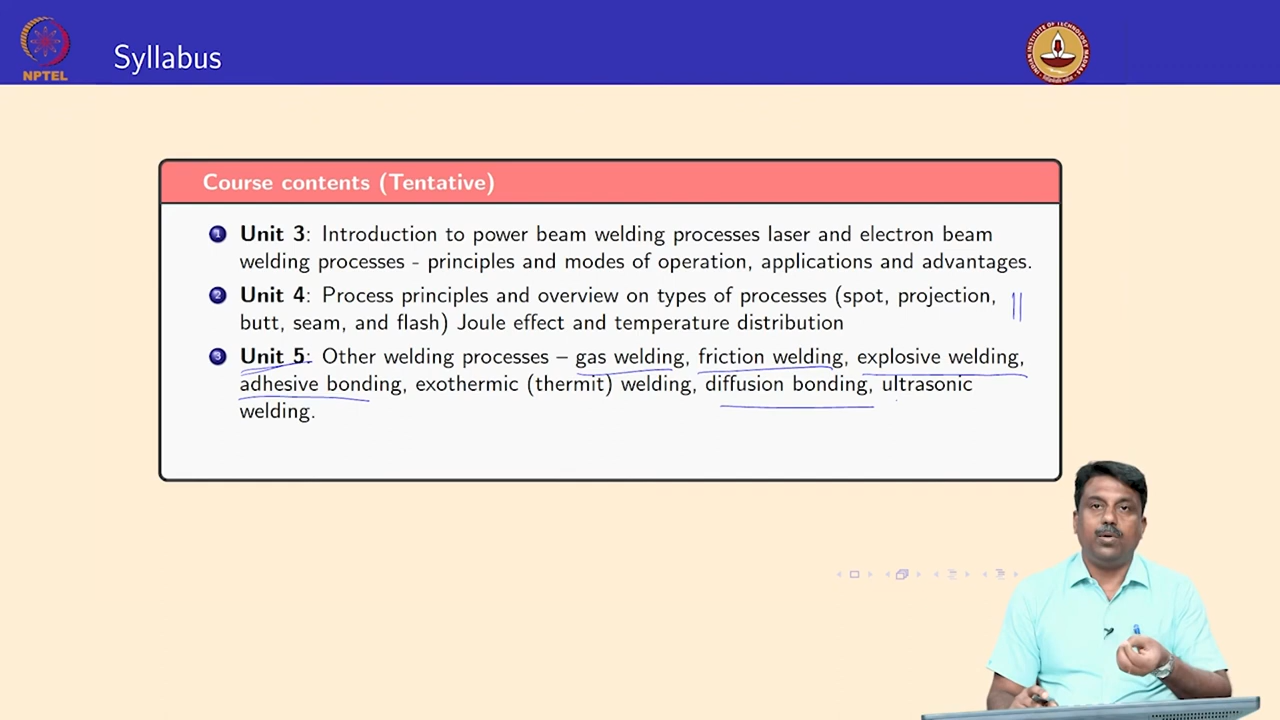 Syllabus
NPTEL
Course contents (Tentative)
1 Unit 3: Introduction to power beam welding processes laser and electron beam
welding processes - principles and modes of operation, applications and advantages.
2 Unit 4: Process principles and overview on types of processes (spot, projection,
butt, seam, and flash) Joule effect and temperature distribution
3 Unit 5: Other welding processes – gas welding, friction welding, explosive welding,
adhesive bonding, exothermic (thermit) welding, diffusion bonding, ultrasonic
welding.